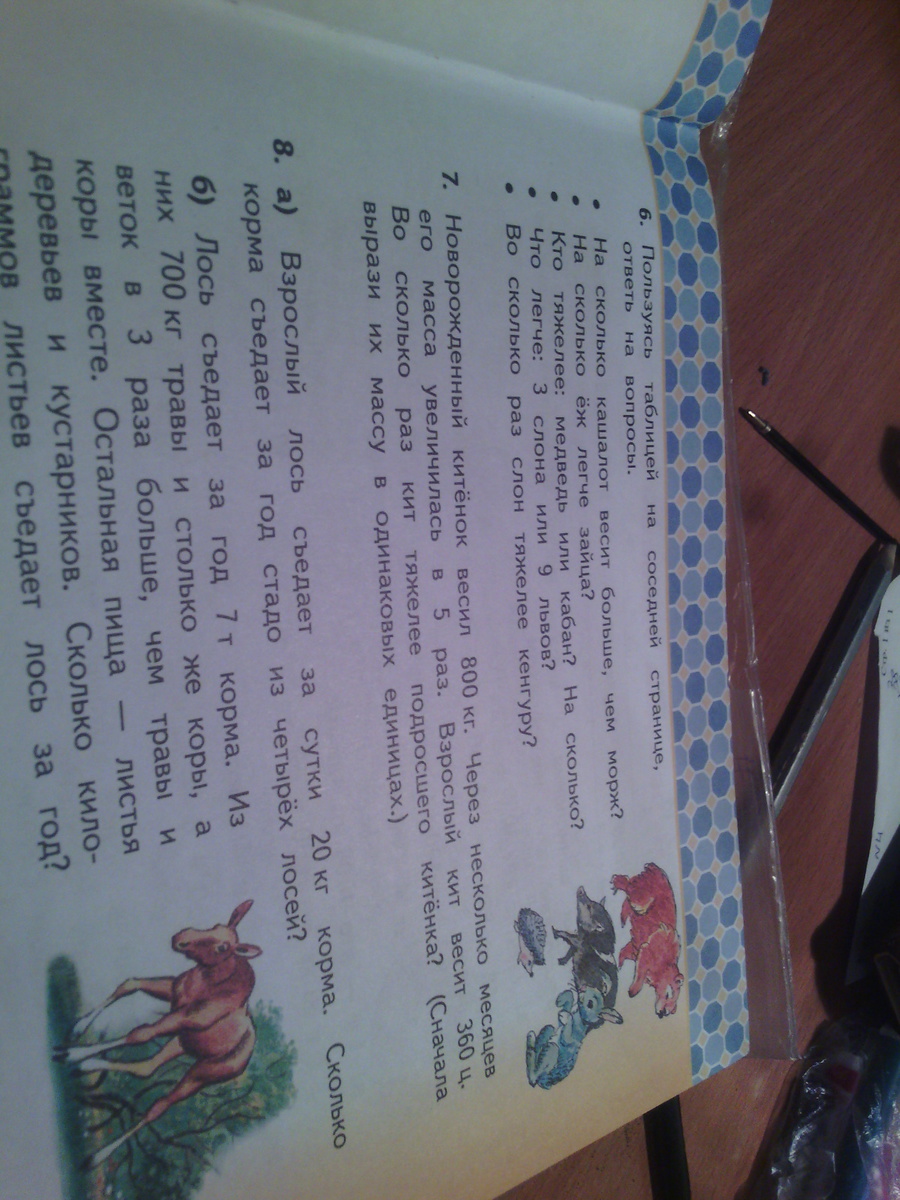 6. Пользуясь таблицей на соседней странице,
ответь на вопросы.
• На сколько кашалот весит больше, чем морж?
• На сколько ёж легче зайца?
• Кто тяжелее: медведь или кабан? На сколько?
• Что легче: 3 слона или 9 львов?
• Во сколько раз слон тяжелее кенгуру?
7. Новорожденный китёнок весил 800 кг. Через несколько месяцев
его масса увеличилась в 5 раз. Взрослый кит весит 360 ц.
Во сколько раз кит тяжелее подросшего китёнка? (Сначала
вырази их массу в одинаковых единицах.)
8. а) Взрослый лось съедает за сутки 20 кг корма. Сколько
корма съедает за год стадо из четырёх лосей?
б) Лось съедает за год 7 т корма. Из
них 700 кг травы и столько же коры, а
веток в 3 раза больше, чем травы и
коры вместе. Остальная пища — листья
деревьев и кустарников. Сколько кило-
граммов листьев съедает лось за год?